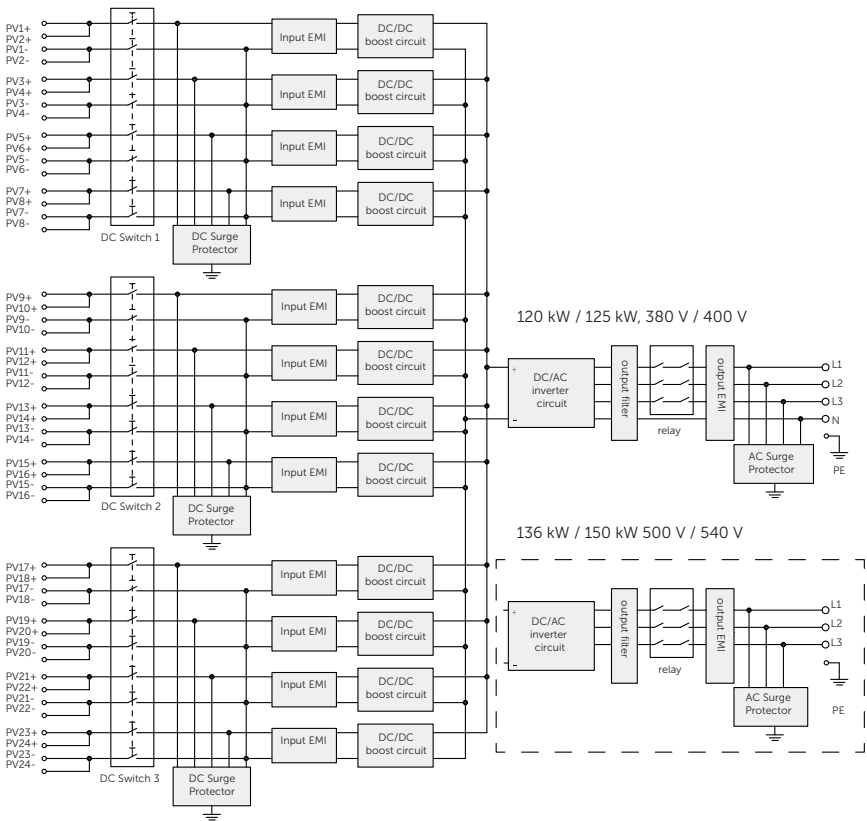 PV1+
PV2+
PV1-
PV2-
Input EMI
DC/DC
boost circuit
PV3+
PV4+
PV3-
PV4-
Input EMI
DC/DC
boost circuit
PV5+
PV6+
PV5-
PV6-
Input EMI
DC/DC
boost circuit
PV7+
PV8+
PV7-
PV8-
Input EMI
DC/DC
boost circuit
DC Switch 1
DC Surge
Protector
PV9+
PV10+
PV9-
PV10-
Input EMI
DC/DC
boost circuit
PV11+
PV12+
PV11-
PV12-
Input EMI
DC/DC
boost circuit
PV13+
PV14+
PV13-
PV14-
Input EMI
DC/DC
boost circuit
PV15+
PV16+
PV15-
PV16-
Input EMI
DC/DC
boost circuit
DC Switch 2
DC Surge
Protector
PV17+
PV18+
PV17-
PV18-
Input EMI
DC/DC
boost circuit
PV19+
PV20+
PV19-
PV20-
Input EMI
DC/DC
boost circuit
PV21+
PV22+
PV21-
PV22-
Input EMI
DC/DC
boost circuit
PV23+
PV24+
PV23-
PV24-
Input EMI
DC/DC
boost circuit
DC Switch 3
DC Surge
Protector
120 kW / 125 kW, 380 V / 400 V
+
-
DC/AC
inverter
circuit
output filter
relay
output EMI
L1
L2
L3
N
AC Surge
Protector
PE
136 kW / 150 kW 500 V / 540 V
+
-
DC/AC
inverter
circuit
output filter
relay
output EMI
L1
L2
L3
AC Surge
Protector
PE